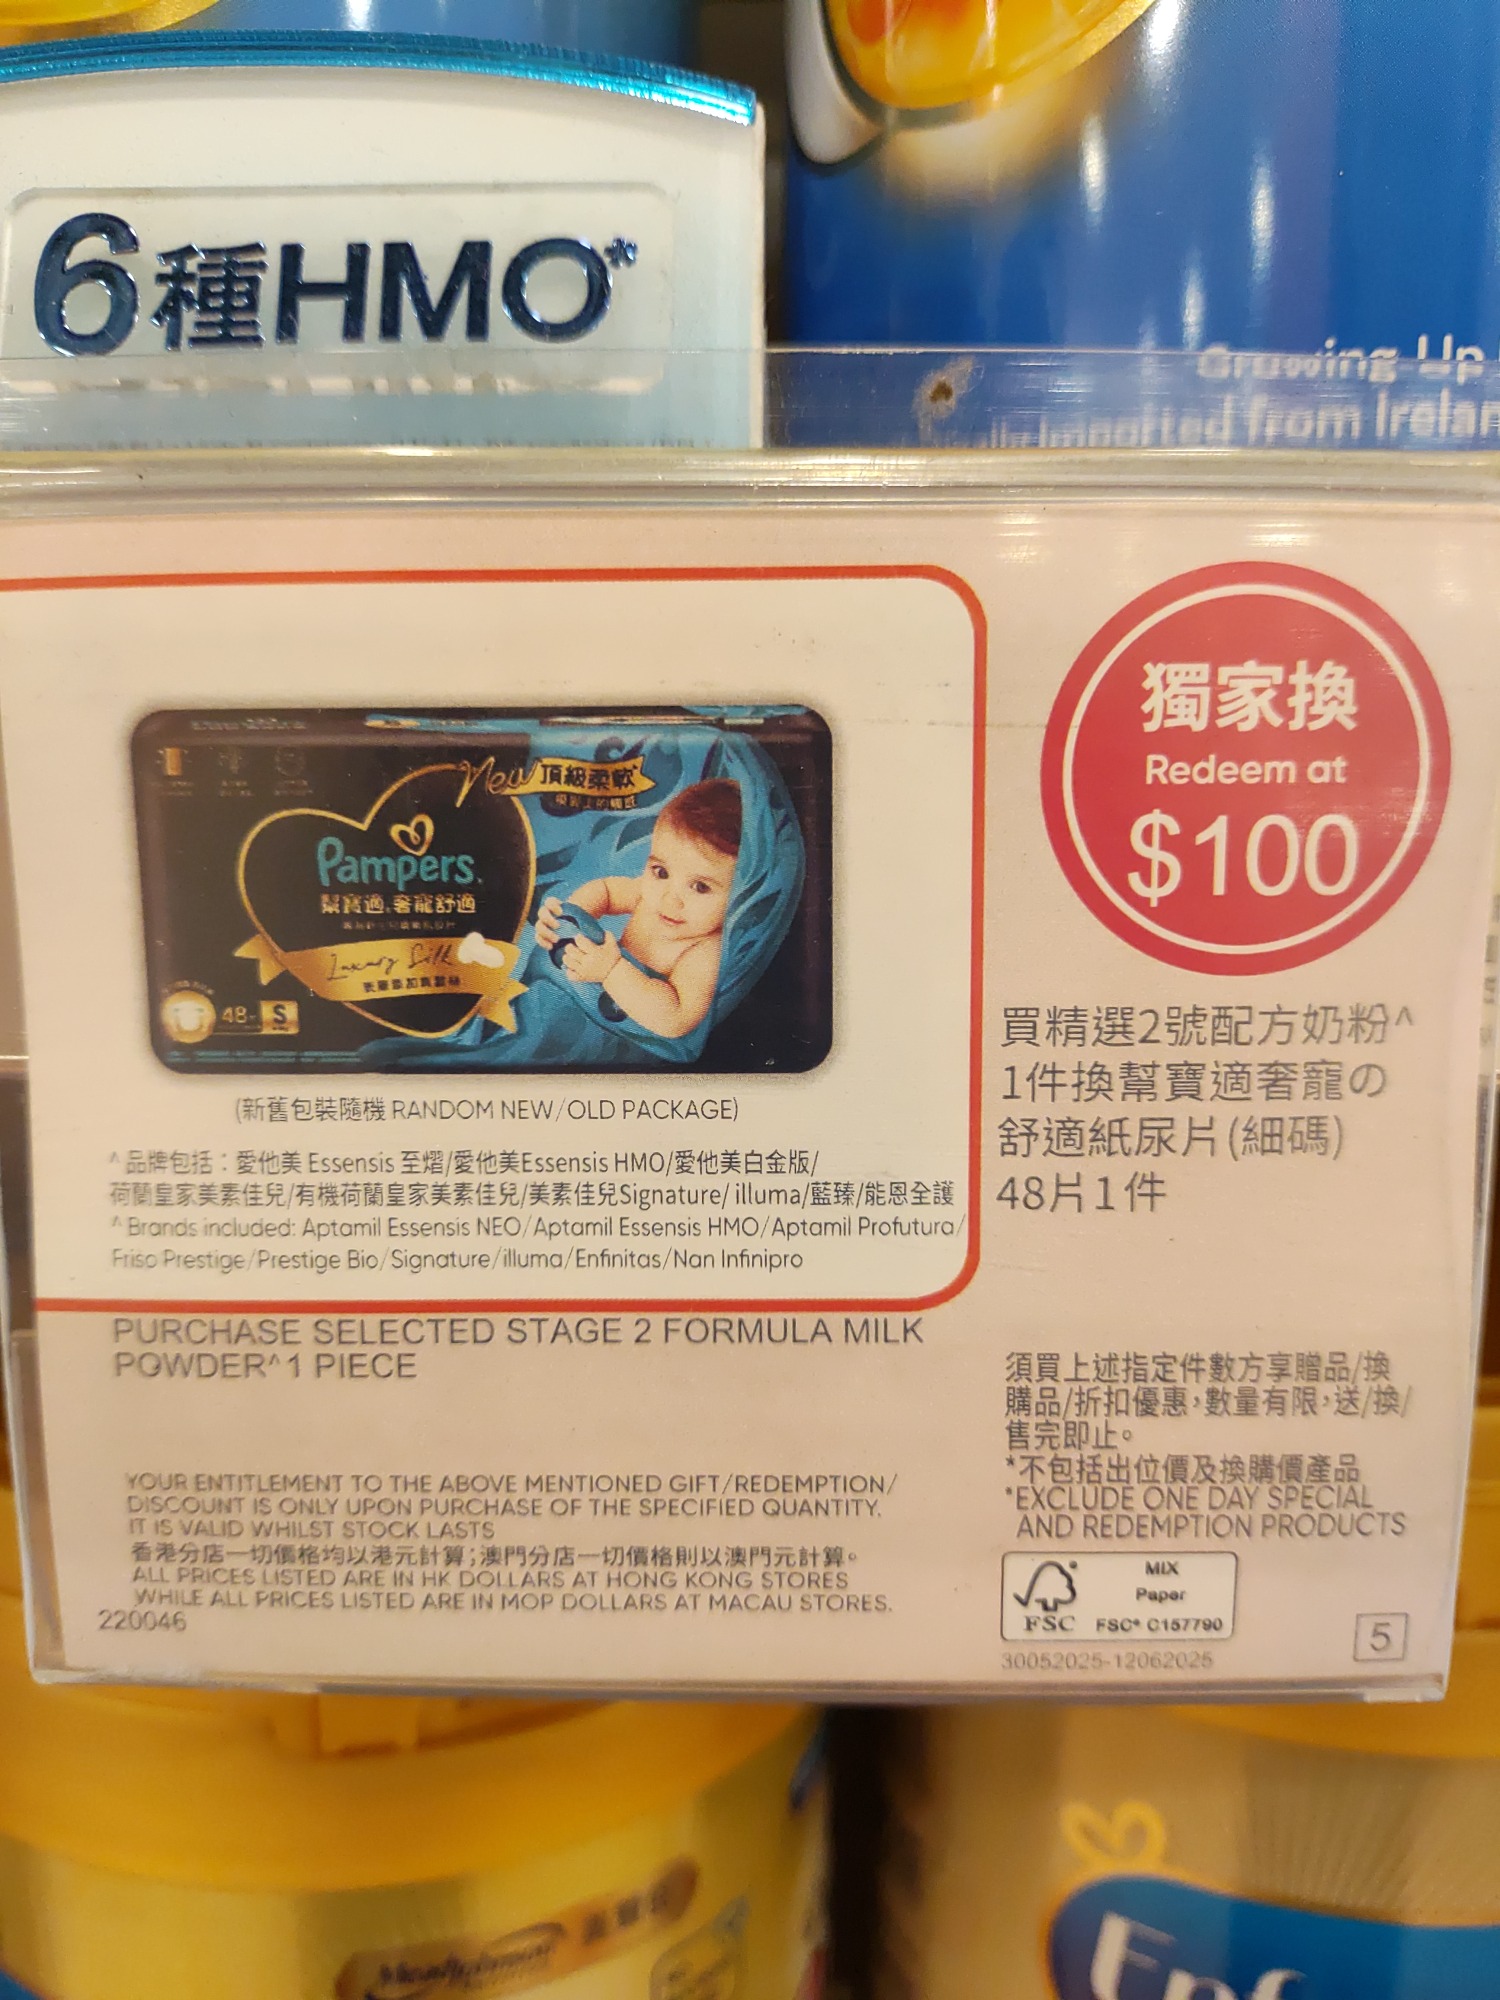 6種HMO*
Growing Up
Imported from Irelan
獨家換
Redeem at
$100
New 頂級柔軟
Pampers.
幫寶適.奢寵舒適
Luxury Silk
48 S
(新舊包裝隨機 RANDOM NEW/OLD PACKAGE)
^ 品牌包括：愛他美 Essensis 至熠/愛他美Essensis HMO/愛他美白金版/
荷蘭皇家美素佳兒/有機荷蘭皇家美素佳兒/美素佳兒Signature/ illuma/藍臻/能恩全護
^ Brands included: Aptamil Essensis NEO/Aptamil Essensis HMO/Aptamil Profutura/
Friso Prestige/Prestige Bio/Signature/illuma/Enfinitas/Nan Infinipro
買精選2號配方奶粉^
1件換幫寶適奢寵の
舒適紙尿片(細碼)
48片1件
PURCHASE SELECTED STAGE 2 FORMULA MILK
POWDER^ 1 PIECE
須買上述指定件數方享贈品/換
購品/折扣優惠，數量有限，送/換/
售完即止。
*不包括出位價及換購價產品
*EXCLUDE ONE DAY SPECIAL
AND REDEMPTION PRODUCTS
YOUR ENTITLEMENT TO THE ABOVE MENTIONED GIFT/REDEMPTION/
DISCOUNT IS ONLY UPON PURCHASE OF THE SPECIFIED QUANTITY.
IT IS VALID WHILST STOCK LASTS
香港分店一切價格均以港元計算；澳門分店一切價格則以澳門元計算。
ALL PRICES LISTED ARE IN HK DOLLARS AT HONG KONG STORES
WHILE ALL PRICES LISTED ARE IN MOP DOLLARS AT MACAU STORES.
220046
MIX
Paper
FSC FSC® C157790
30052025-12062025
5